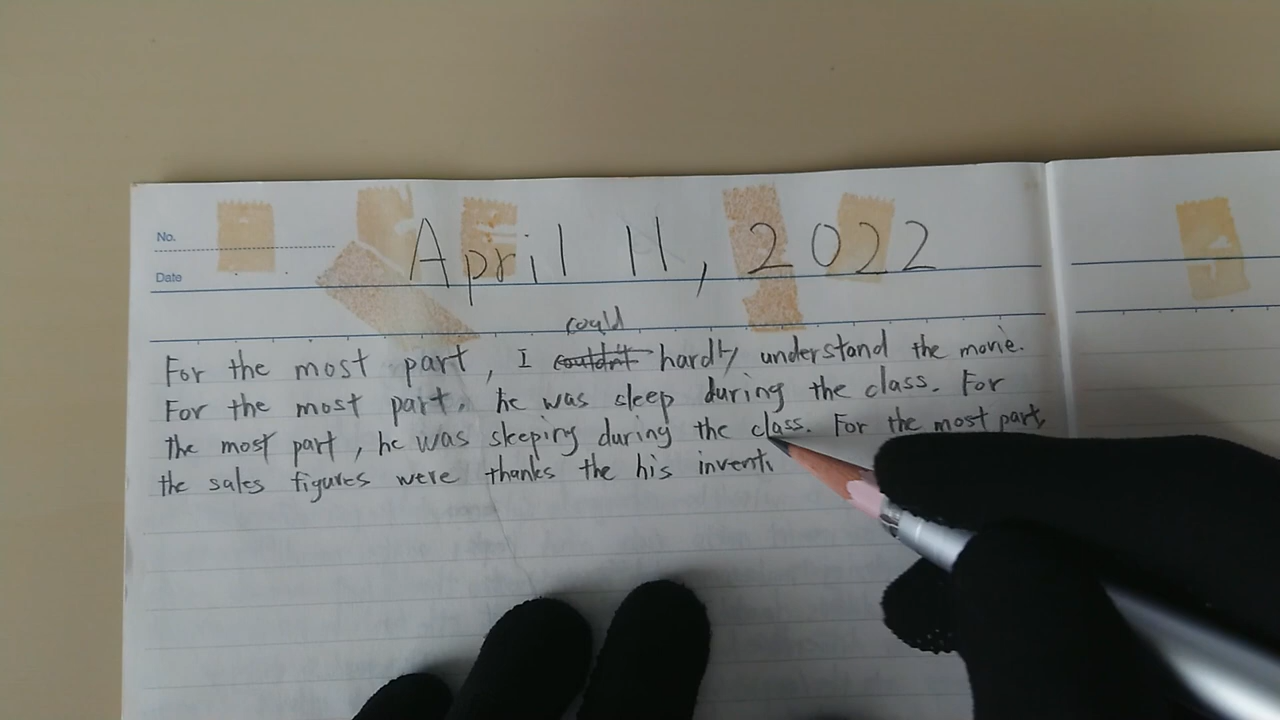 No.
April 11, 2022
Date
could
For the most part, I couldn't hardly understand the movie.
For the most part, he was sleep during the class. For
the most part, he was sleeping during the class. For the most part,
the sales figures were thanks the his inventi